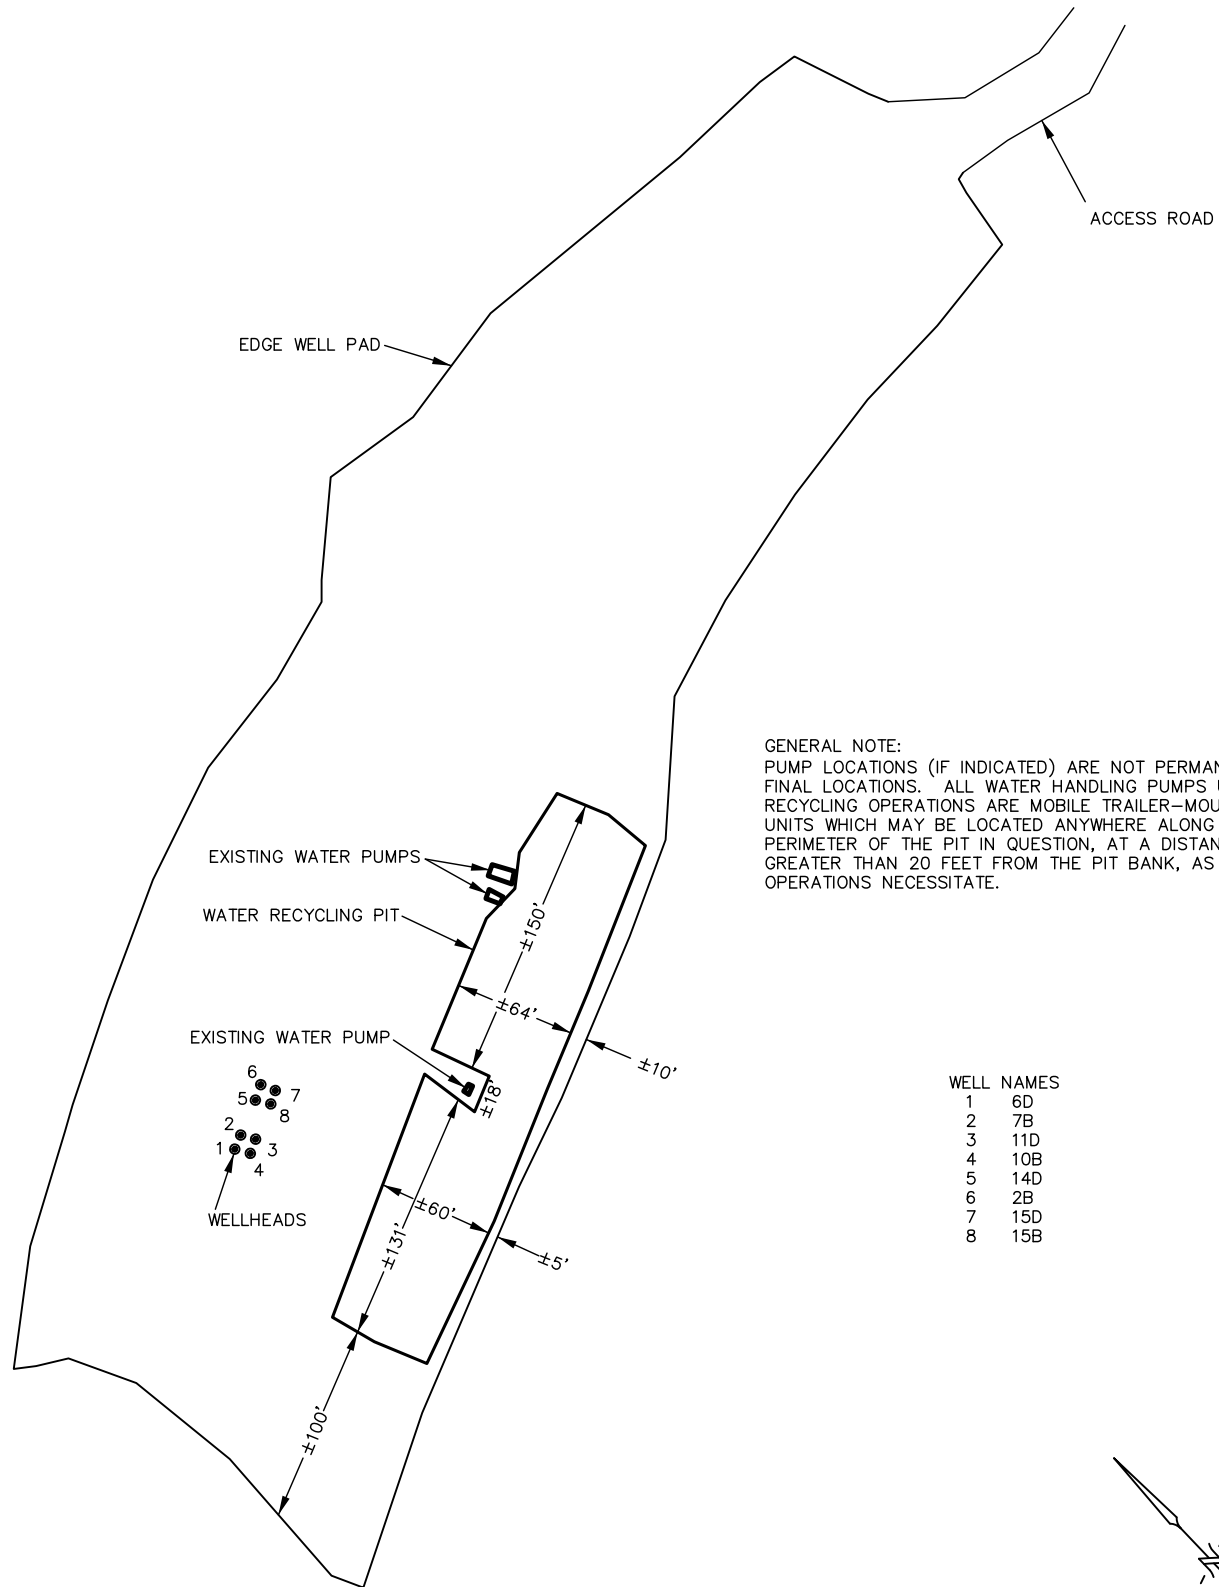 ACCESS ROAD
EDGE WELL PAD
GENERAL NOTE:
PUMP LOCATIONS (IF INDICATED) ARE NOT
FINAL LOCATIONS. ALL WATER HANDLING PUMPS
RECYCLING OPERATIONS ARE MOBILE
UNITS WHICH MAY BE LOCATED ANYWHERE ALONG
PERIMETER OF THE PIT IN QUESTION, AT A
GREATER THAN 20 FEET FROM THE PIT BANK, AS
OPERATIONS NECESSITATE.
EXISTING WATER PUMPS
WATER RECYCLING PIT
±150'
±64'
EXISTING WATER PUMP
±10'
±18'
6
7
5
8
2
3
1
4
WELLHEADS
±60'
±131'
±5'
±100'
WELL NAMES
1 6D
2 7B
3 11D
4 10B
5 14D
6 2B
7 15D
8 15B